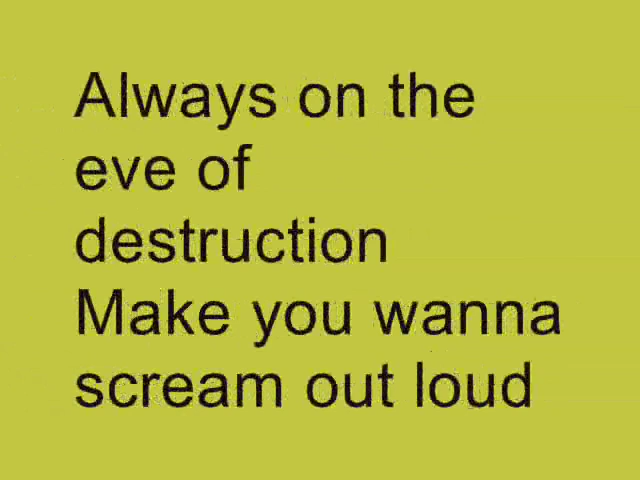 Always on the
eve of
destruction
Make you wanna
scream out loud